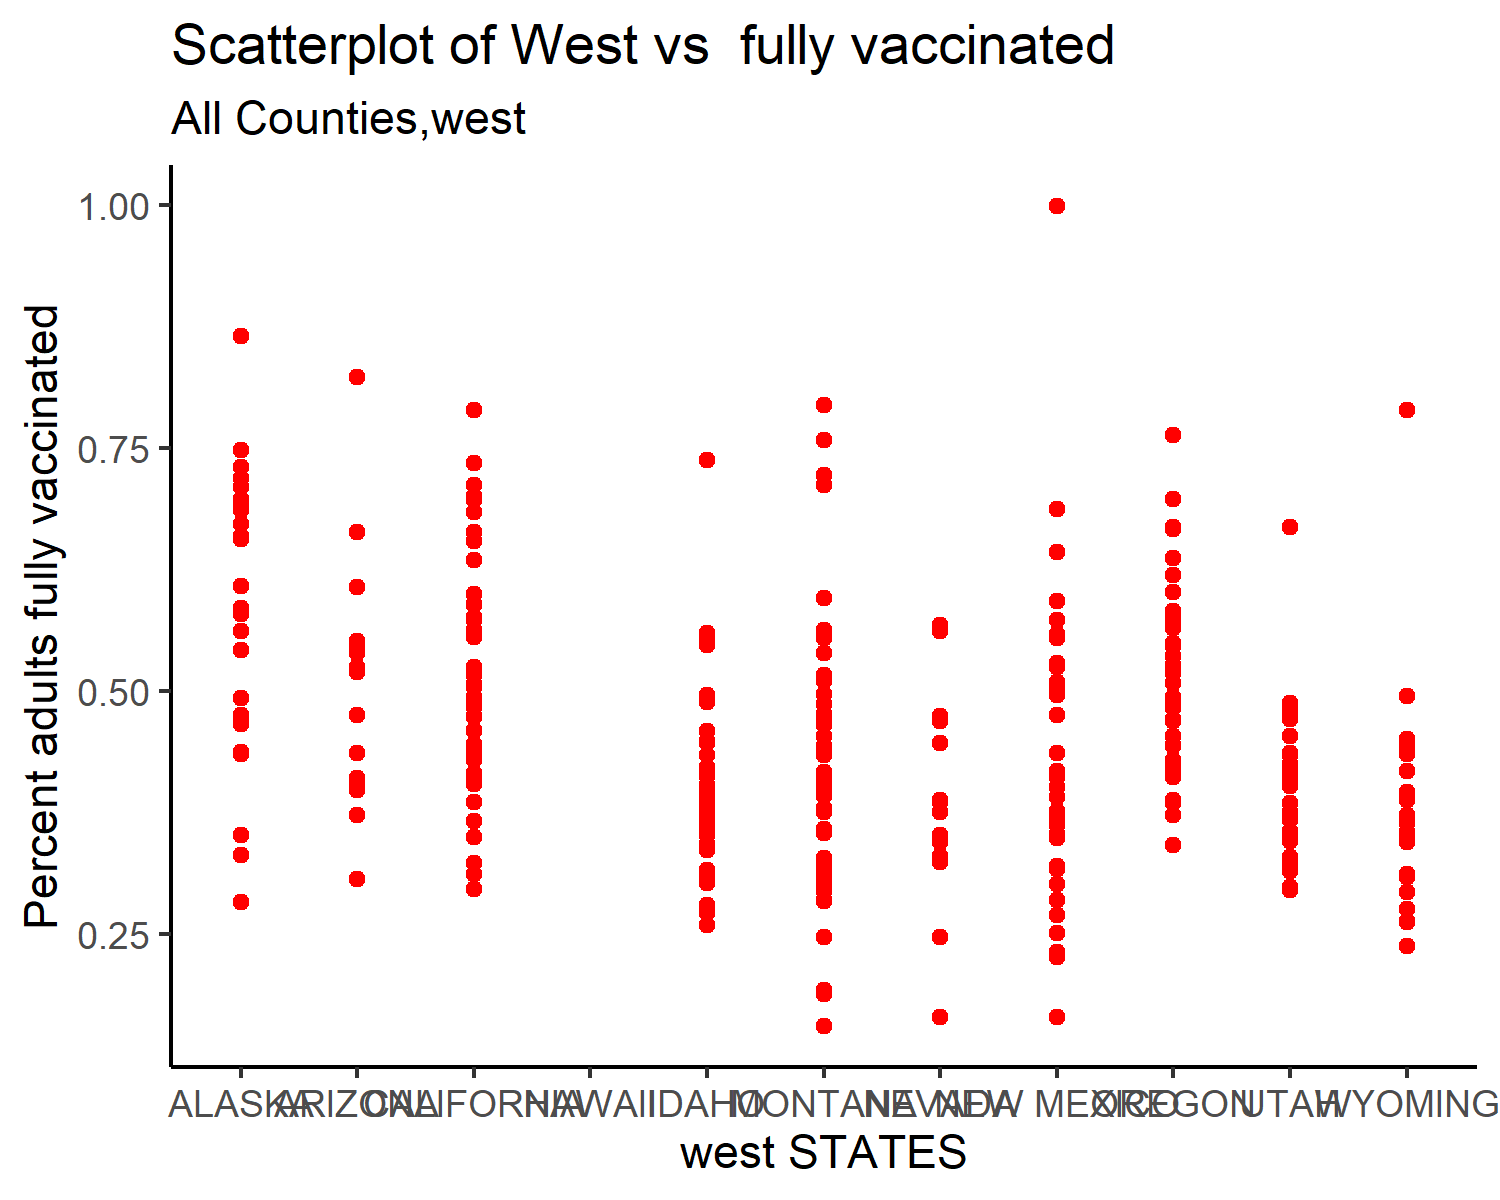 Scatterplot of West vs  fully vaccinated
All Counties,west
Percent adults fully vaccinated
1.00
0.75
0.50
0.25
ALASKA ARIZONA CALIFORNIA HAWAII IDAHO MONTANA NEVADA NEW MEXICO OREGON UTAH WYOMING
west STATES